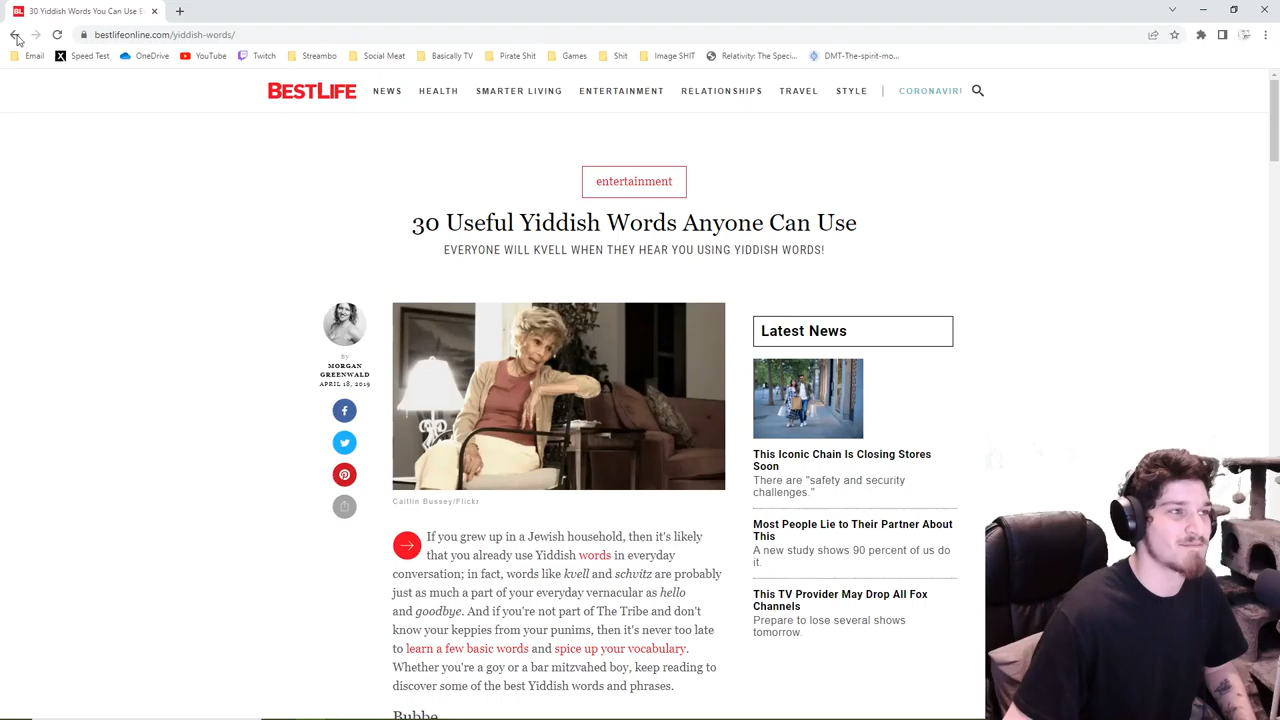 30 Yiddish Words You Can Use E
bestlifeonline.com/yiddish-words/
Email Speed Test OneDrive YouTube Twitch Streambo Social Meat Basically TV Pirate Shit Games Shit Image SHIT Relativity: The Speci... DMT-The-spirit-mo...
BESTLIFE NEWS HEALTH SMARTER LIVING ENTERTAINMENT RELATIONSHIPS TRAVEL STYLE CORONAVIRU
entertainment
30 Useful Yiddish Words Anyone Can Use
EVERYONE WILL KVELL WHEN THEY HEAR YOU USING YIDDISH WORDS!
BY
MORGAN
GREENWALD
APRIL 18, 2019
Caitlin Bussey/Flickr
If you grew up in a Jewish household, then it's likely
that you already use Yiddish words in everyday
conversation; in fact, words like kvell and schvitz are probably
just as much a part of your everyday vernacular as hello
and goodbye. And if you're not part of The Tribe and don't
know your keppies from your punims, then it's never too late
to learn a few basic words and spice up your vocabulary.
Whether you're a goy or a bar mitzvahed boy, keep reading to
discover some of the best Yiddish words and phrases.
Bubbe
Latest News
This Iconic Chain Is Closing Stores
Soon
There are "safety and security
challenges."
Most People Lie to Their Partner About
This
A new study shows 90 percent of us do
it.
This TV Provider May Drop All Fox
Channels
Prepare to lose several shows
tomorrow.